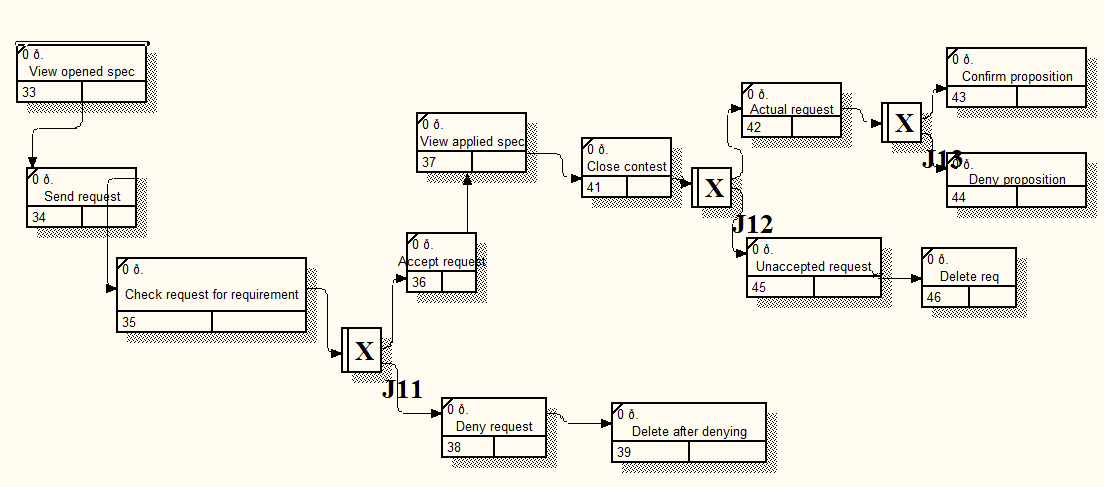 0 ð.
View opened spec
33
0 ð.
Send request
34
0 ð.
Check request for requirement
35
X
J11
0 ð.
Accept request
36
0 ð.
View applied spec
37
0 ð.
Deny request
38
0 ð.
Delete after denying
39
0 ð.
Close contest
41
X
J12
0 ð.
Actual request
42
X
J13
0 ð.
Confirm proposition
43
0 ð.
Deny proposition
44
0 ð.
Unaccepted request
45
0 ð.
Delete req
46